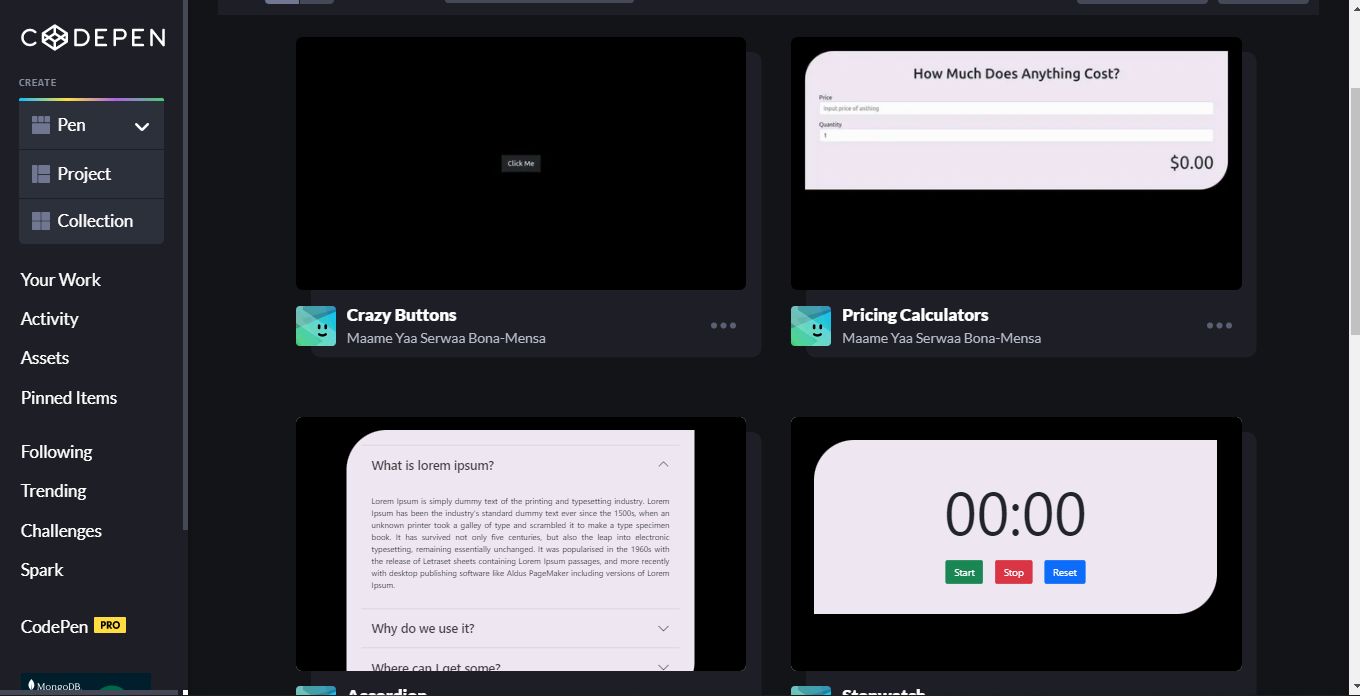 CODEPEN
CREATE
Pen
Project
Collection
Your Work
Activity
Assets
Pinned Items
Following
Trending
Challenges
Spark
CodePen PRO
MongoDB.
Click Me
Crazy Buttons
Maame Yaa Serwaa Bona-Mensa
How Much Does Anything Cost?
Price
Input price of anthing
Quantity
1
$0.00
Pricing Calculators
Maame Yaa Serwaa Bona-Mensa
What is lorem ipsum?
Lorem Ipsum is simply dummy text of the printing and typesetting industry. Lorem
Ipsum has been the industry's standard dummy text ever since the 1500s, when an
unknown printer took a galley of type and scrambled it to make a type specimen
book. It has survived not only five centuries, but also the leap into electronic
typesetting, remaining essentially unchanged. It was popularised in the 1960s with
the release of Letraset sheets containing Lorem Ipsum passages, and more recently
with desktop publishing software like Aldus PageMaker including versions of Lorem
Ipsum.
Why do we use it?
Where can I get some?
Accordion
00:00
Start
Stop
Reset
Stopwatch